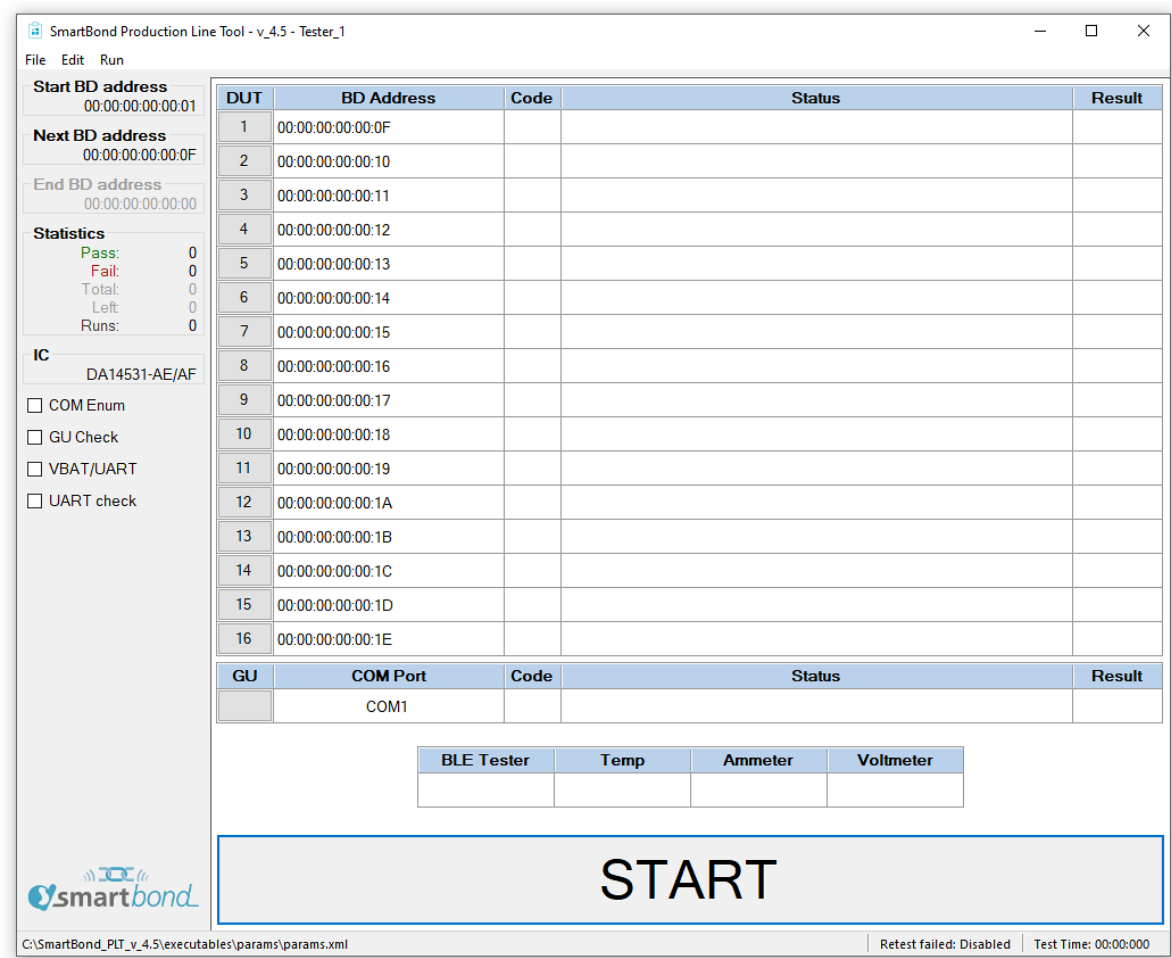 SmartBond Production Line Tool - v_4.5 - Tester_1
File Edit Run
Start BD address
00:00:00:00:00:01
Next BD address
00:00:00:00:00:0F
End BD address
00:00:00:00:00:00
Statistics
Pass: 0
Fail: 0
Total: 0
Left: 0
Runs: 0
IC
DA14531-AE/AF
COM Enum
GU Check
VBAT/UART
UART check
smartbond
DUT BD Address Code Status Result
1 00:00:00:00:00:0F
2 00:00:00:00:00:10
3 00:00:00:00:00:11
4 00:00:00:00:00:12
5 00:00:00:00:00:13
6 00:00:00:00:00:14
7 00:00:00:00:00:15
8 00:00:00:00:00:16
9 00:00:00:00:00:17
10 00:00:00:00:00:18
11 00:00:00:00:00:19
12 00:00:00:00:00:1A
13 00:00:00:00:00:1B
14 00:00:00:00:00:1C
15 00:00:00:00:00:1D
16 00:00:00:00:00:1E
GU COM Port Code Status Result
COM1
BLE Tester Temp Ammeter Voltmeter
START
C:\SmartBond_PLT_v_4.5\executables\params\params.xml
Retest failed: Disabled Test Time: 00:00:000